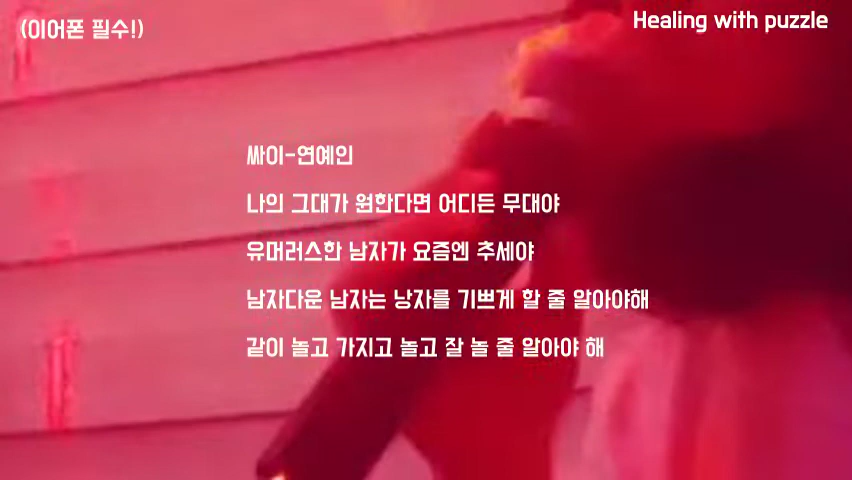 (이어폰 필수!)
Healing with puzzle
싸이-연예인
나의 그대가 원한다면 어디든 무대야
유머러스한 남자가 요즘엔 추세야
남자다운 남자는 낭자를 기쁘게 할 줄 알아야해
같이 놀고 가지고 놀고 잘 놀 줄 알아야 해